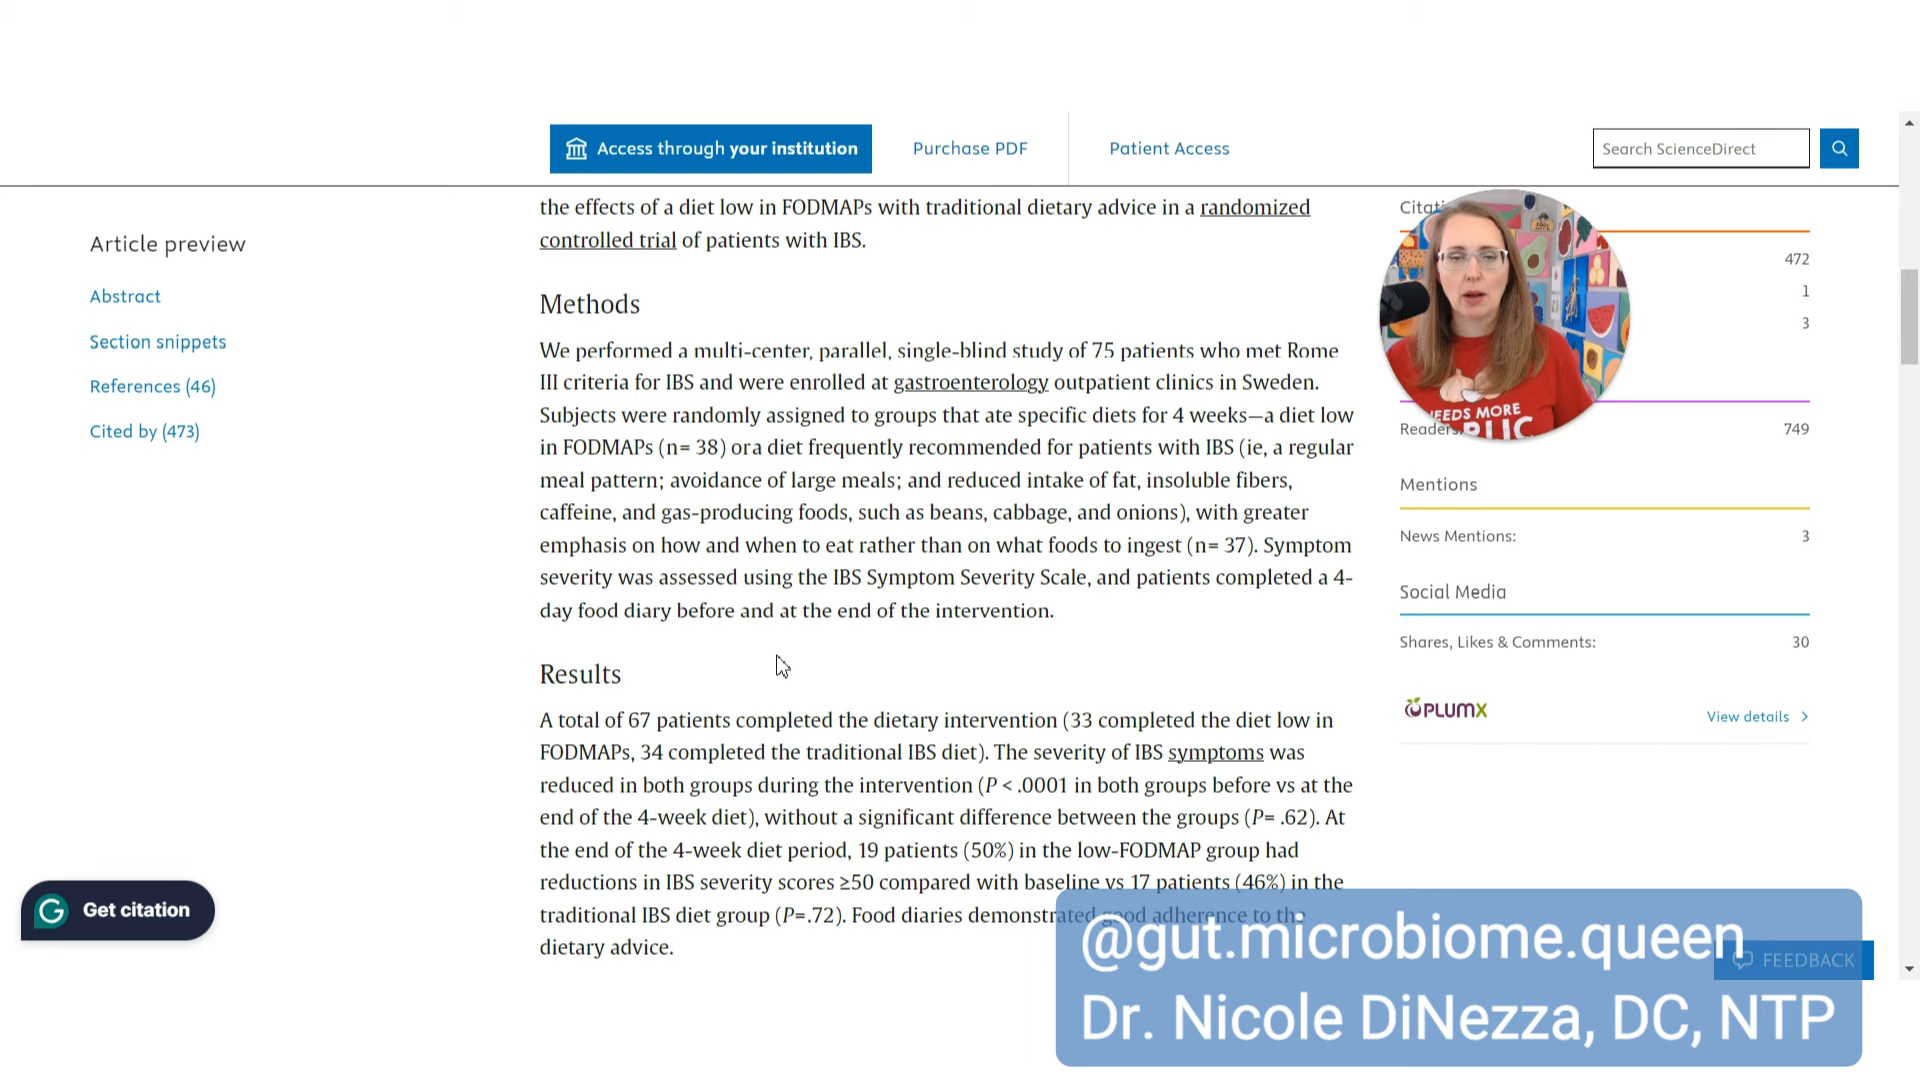 Access through your institution
Purchase PDF
Patient Access
Search ScienceDirect
Article preview
Abstract
Section snippets
References (46)
Cited by (473)
the effects of a diet low in FODMAPs with traditional dietary advice in a randomized
controlled trial of patients with IBS.
Methods
We performed a multi-center, parallel, single-blind study of 75 patients who met Rome
III criteria for IBS and were enrolled at gastroenterology outpatient clinics in Sweden.
Subjects were randomly assigned to groups that ate specific diets for 4 weeks—a diet low
in FODMAPs (n= 38) ora diet frequently recommended for patients with IBS (ie, a regular
meal pattern; avoidance of large meals; and reduced intake of fat, insoluble fibers,
caffeine, and gas-producing foods, such as beans, cabbage, and onions), with greater
emphasis on how and when to eat rather than on what foods to ingest (n= 37). Symptom
severity was assessed using the IBS Symptom Severity Scale, and patients completed a 4-
day food diary before and at the end of the intervention.
Results
A total of 67 patients completed the dietary intervention (33 completed the diet low in
FODMAPs, 34 completed the traditional IBS diet). The severity of IBS symptoms was
reduced in both groups during the intervention (P < .0001 in both groups before vs at the
end of the 4-week diet), without a significant difference between the groups (P= .62). At
the end of the 4-week diet period, 19 patients (50%) in the low-FODMAP group had
reductions in IBS severity scores ≥50 compared with baseline vs 17 patients (46%) in the
traditional IBS diet group (P=.72). Food diaries demonstrated good adherence to the
dietary advice.
472
1
3
NEEDS MORE
Readers
749
Mentions
News Mentions:
3
Social Media
Shares, Likes & Comments:
30
PLUMX
View details
Get citation
FEEDBACK
@gut.microbiome.queen
Dr. Nicole DiNezza, DC, NTP